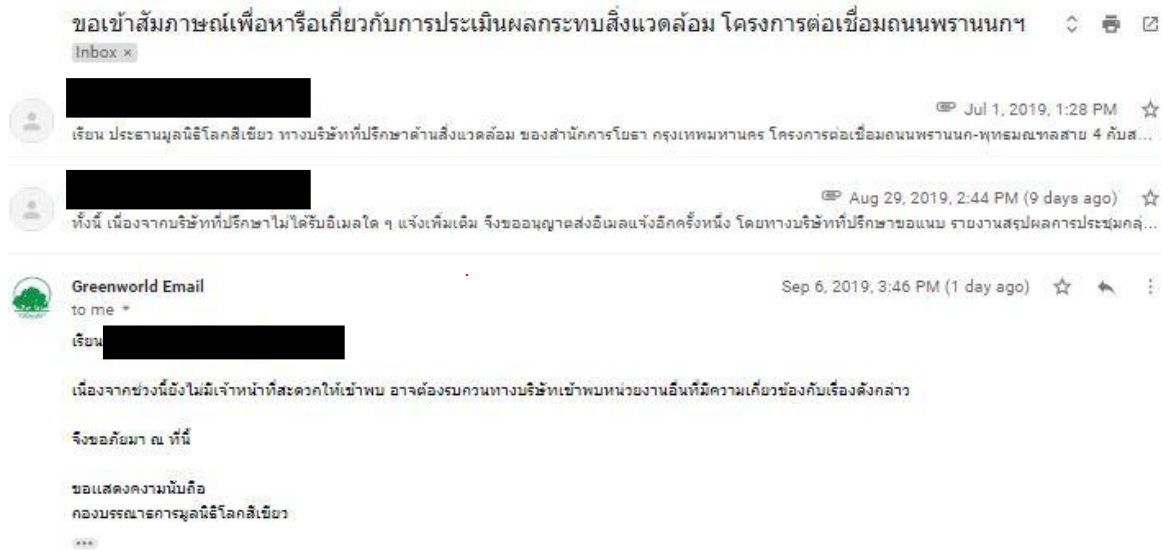 ขอเข้าสัมภาษณ์เพื่อหารือเกี่ยวกับการประเมินผลกระทบสิ่งแวดล้อม โครงการต่อเชื่อมถนนพรานนกฯ
Inbox ×
Jul 1, 2019, 1:28 PM
เรียน ประธานมูลนิธิโลกสีเขียว ทางบริษัทที่ปรึกษาด้านสิ่งแวดล้อม ของสำนักการโยธา กรุงเทพมหานคร โครงการต่อเชื่อมถนนพรานนก-พุทธมณฑลสาย 4 กับส...
Aug 29, 2019, 2:44 PM (9 days ago)
ทั้งนี้ เนื่องจากบริษัทที่ปรึกษาไม่ได้รับอิเมลใด ๆ แจ้งเพิ่มเติม จึงขออนุญาตส่งอิเมลแจ้งอีกครั้งหนึ่ง โดยทางบริษัทที่ปรึกษาขอแนบ รายงานสรุปผลการประชุมกลุ่...
Greenworld Email
Sep 6, 2019, 3:46 PM (1 day ago)
to me
เรียน
เนื่องจากช่วงนี้ยังไม่มีเจ้าหน้าที่สะดวกให้เข้าพบ อาจต้องรบกวนทางบริษัทเข้าพบหน่วยงานอื่นที่มีความเกี่ยวข้องกับเรื่องดังกล่าว
จึงขออภัยมา ณ ที่นี้
ขอแสดงความนับถือ
กองบรรณาธิการมูลนิธิโลกสีเขียว